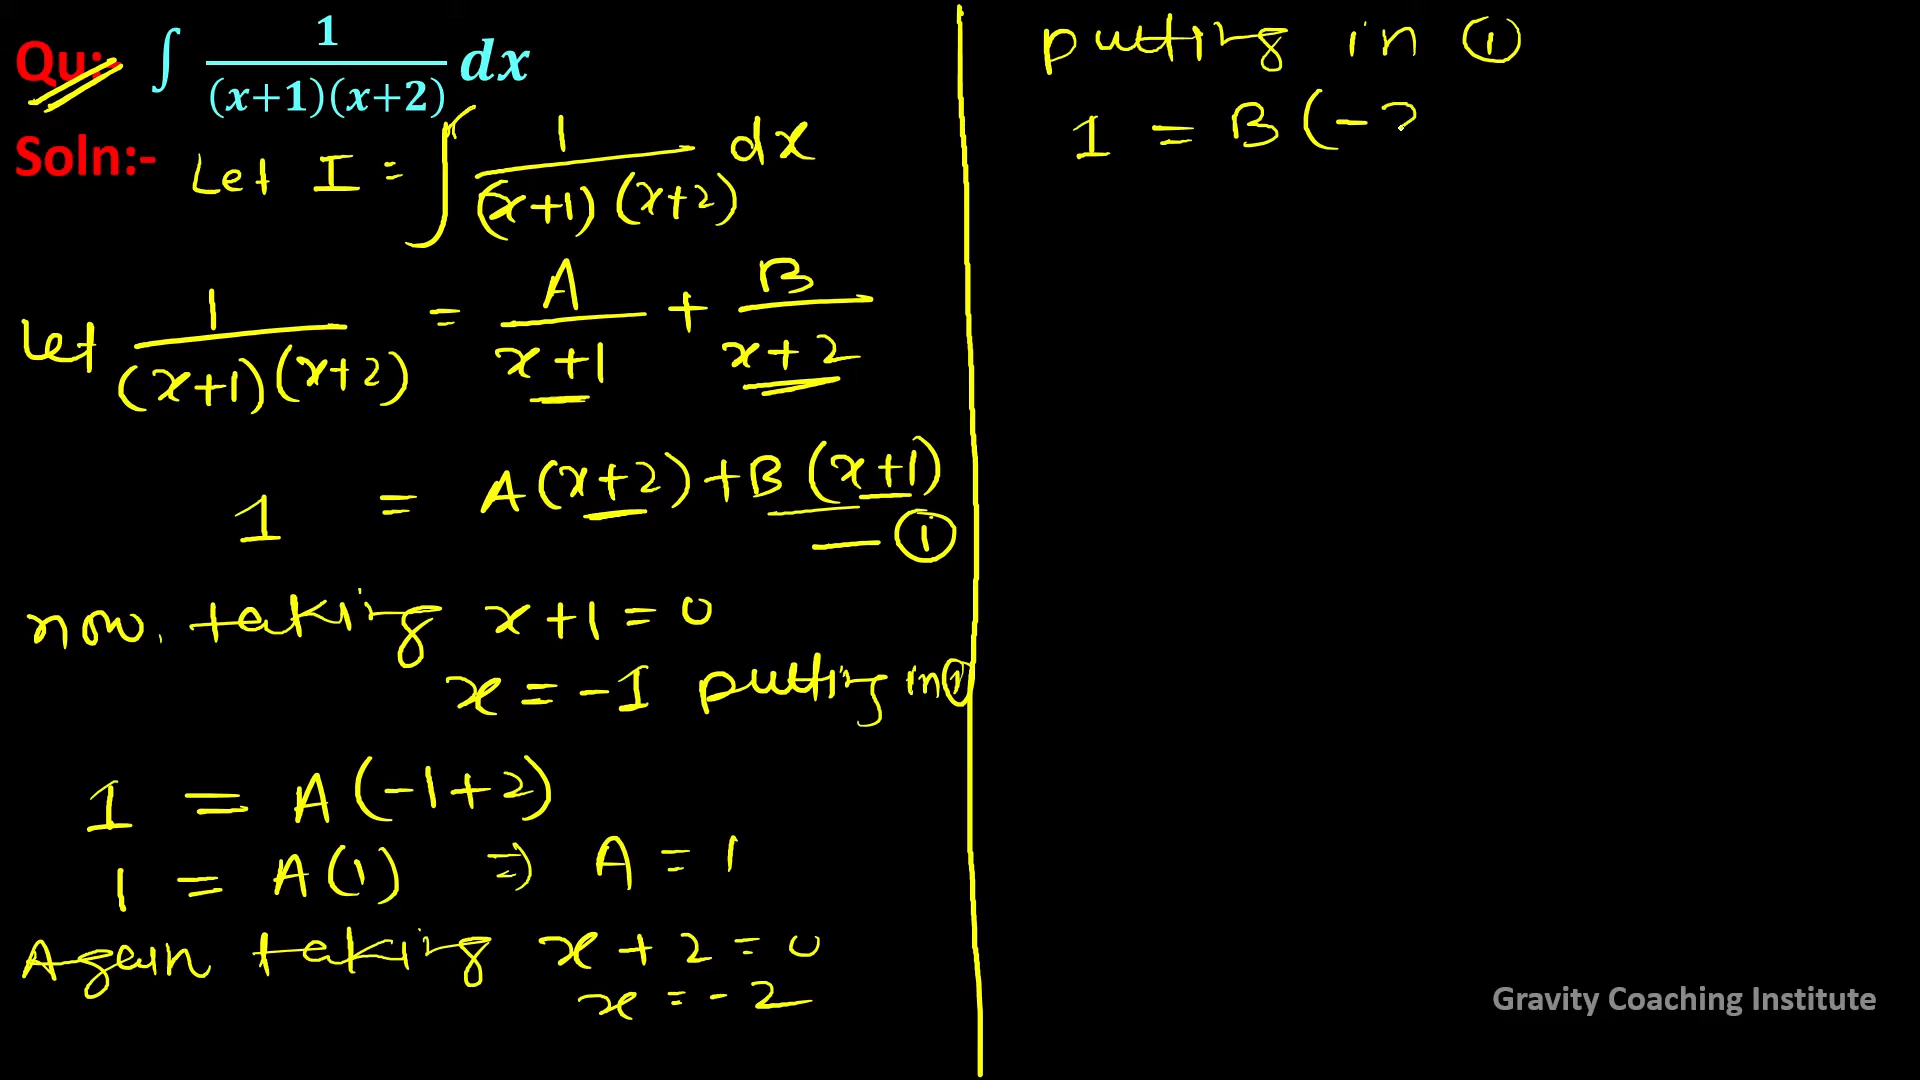 Qu:- ∫ 1/((x+1)(x+2)) dx
Soln:- Let I = ∫ 1/((x+1)(x+2)) dx
Let 1/((x+1)(x+2)) = A/(x+1) + B/(x+2)
1 = A(x+2)+B(x+1)
— ①
now. taking x+1=0
x = -1 putting in ①
1 = A(-1+2)
1 = A(1) ⇒ A = 1
Again taking x+2=0
x = -2
putting in ①
1 = B(-2
Gravity Coaching Institute